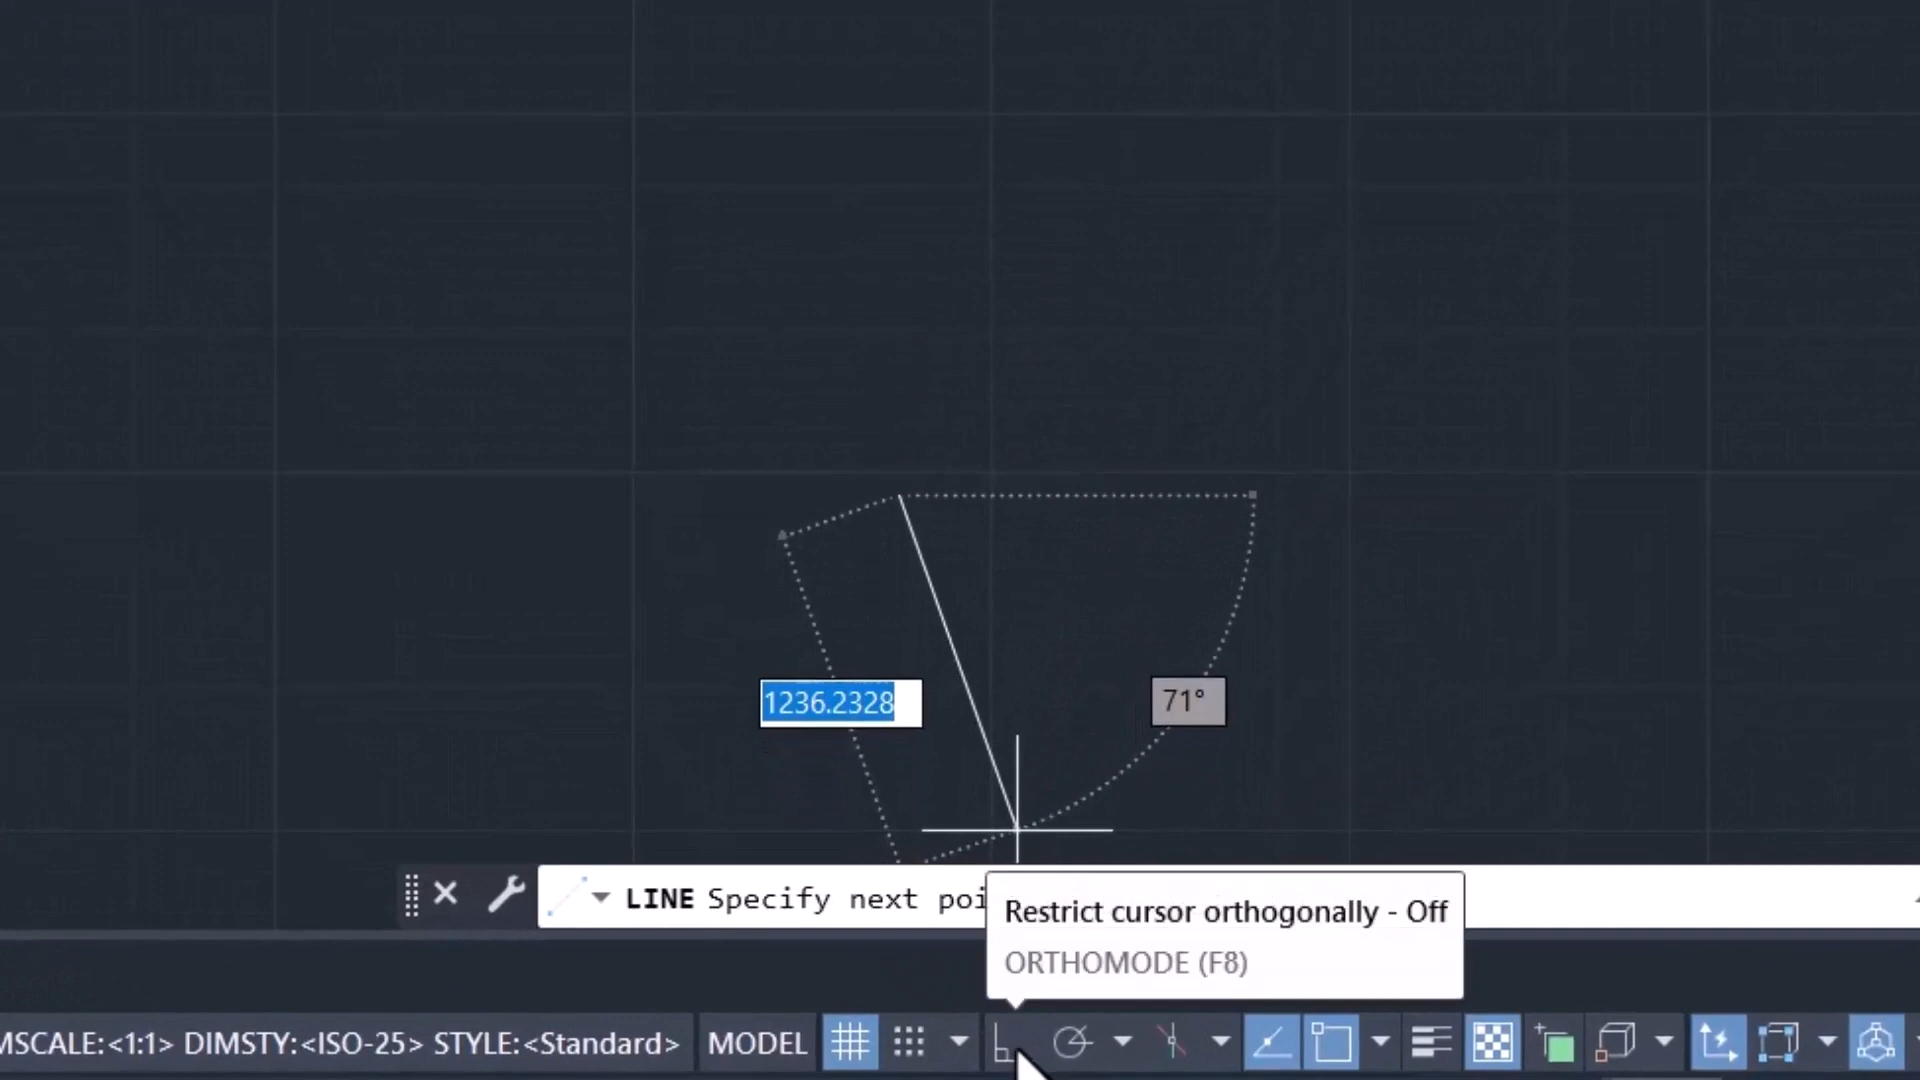 1236.2328
71°
LINE Specify next poi
Restrict cursor orthogonally - Off
ORTHOMODE (F8)
MSCALE:<1:1> DIMSTY:<ISO-25> STYLE:<Standard>
MODEL